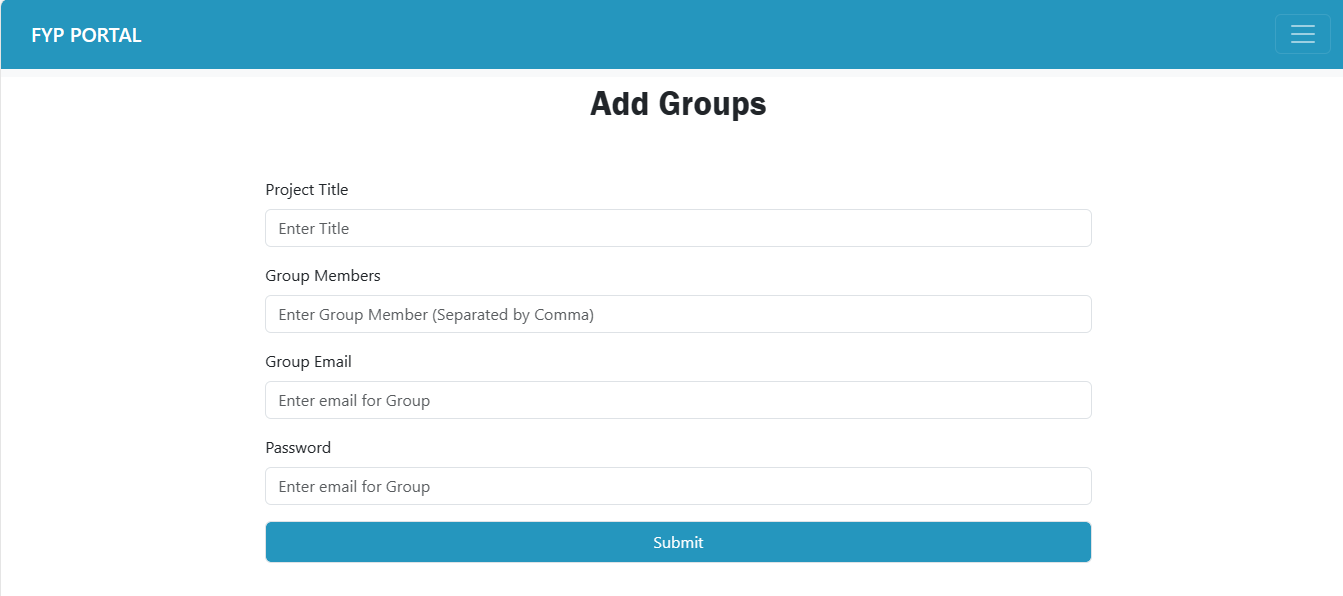 FYP PORTAL
Add Groups
Project Title
Enter Title
Group Members
Enter Group Member (Separated by Comma)
Group Email
Enter email for Group
Password
Enter email for Group
Submit